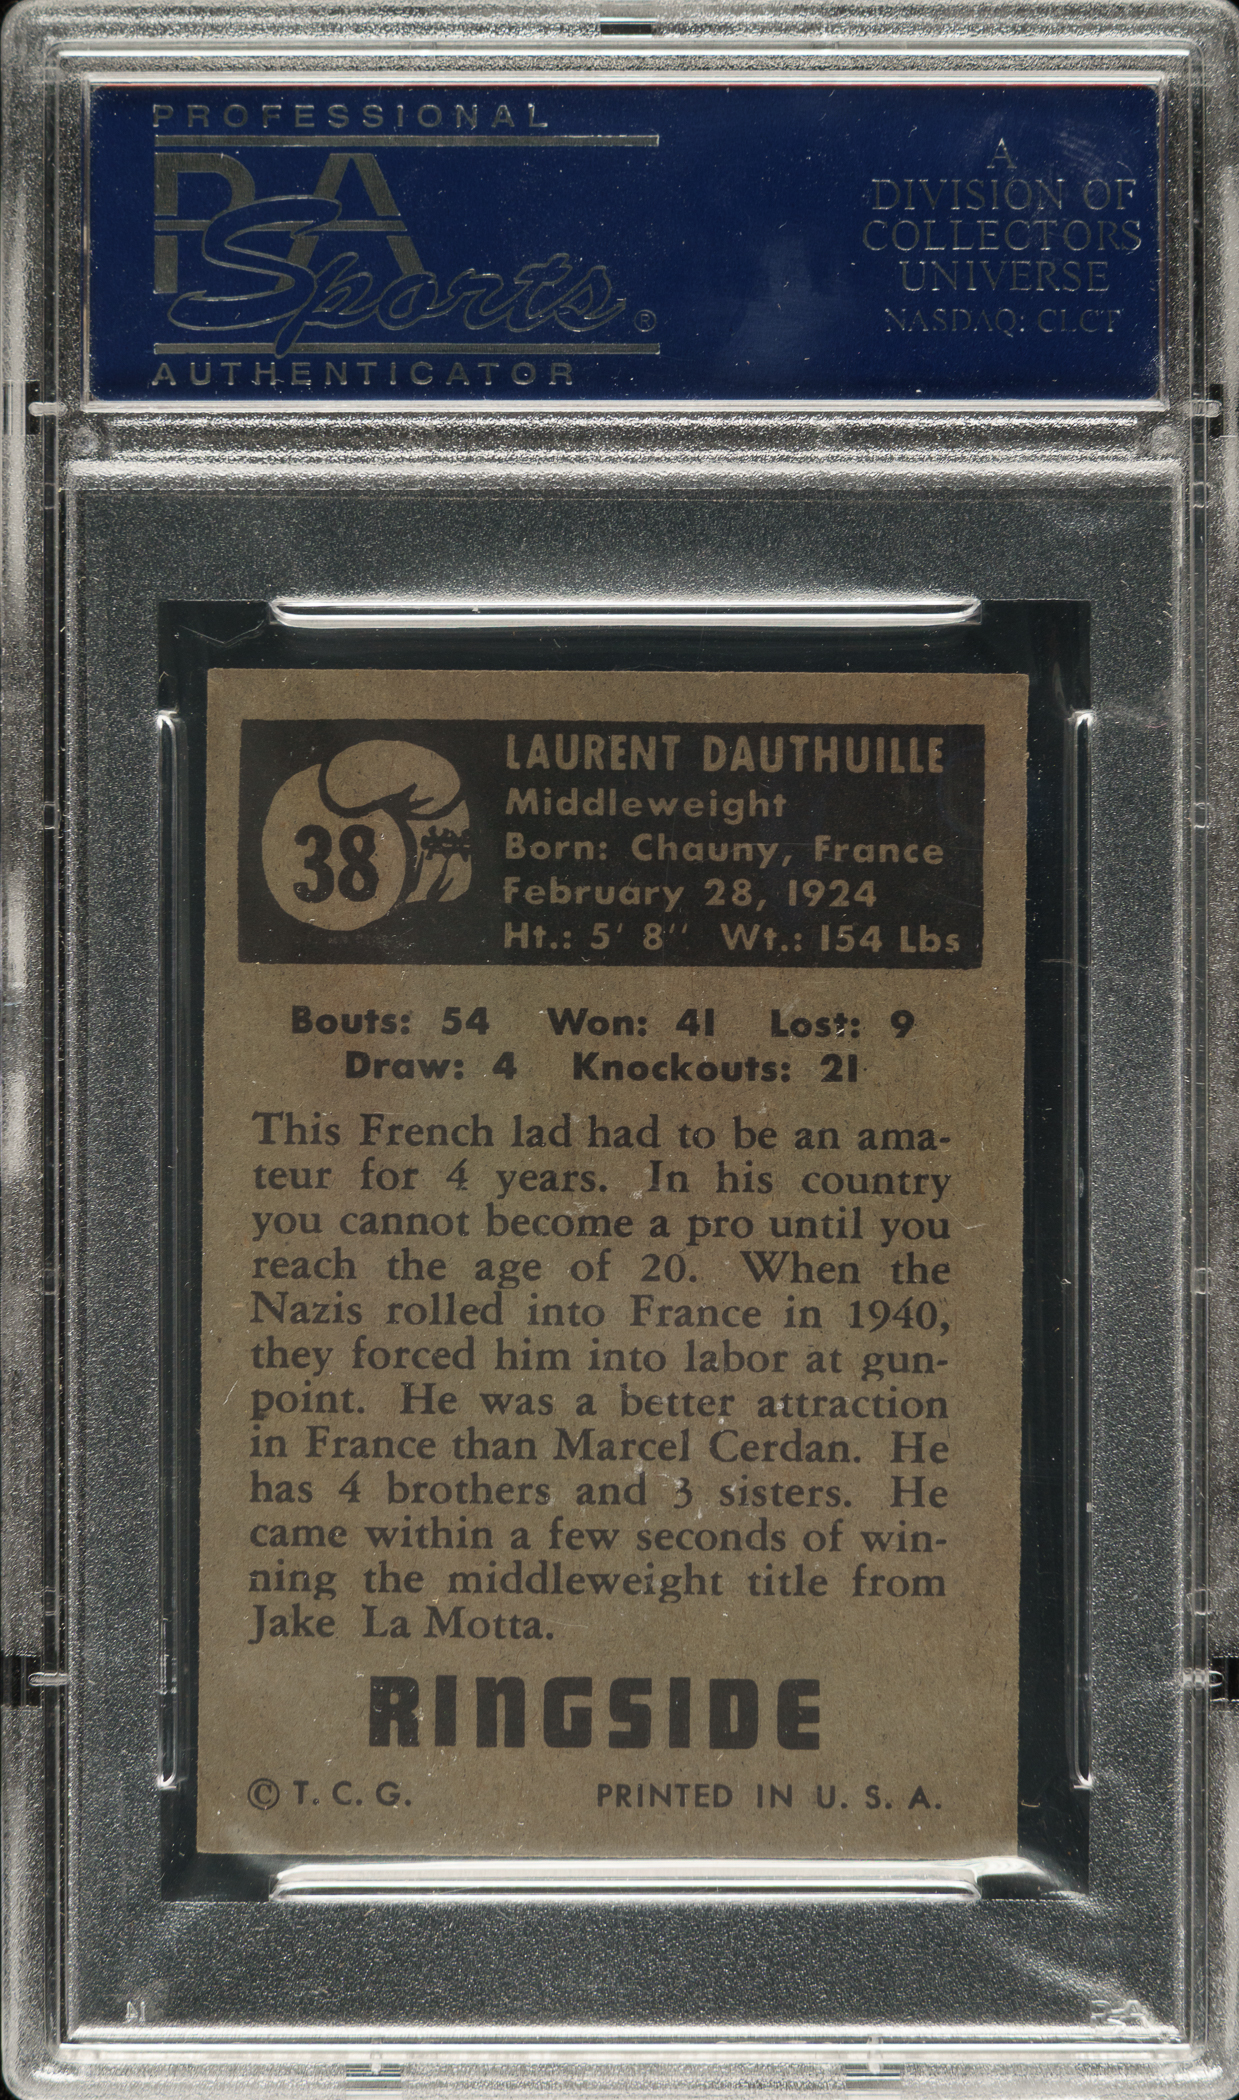 PROFESSIONAL
PSA
Sports®
AUTHENTICATOR
A
DIVISION OF
COLLECTORS
UNIVERSE
NASDAQ: CLCT
38
LAURENT DAUTHUILLE
Middleweight
Born: Chauny, France
February 28, 1924
Ht.: 5' 8'' Wt.: 154 Lbs
Bouts: 54 Won: 41 Lost: 9
Draw: 4 Knockouts: 21
This French lad had to be an ama-
teur for 4 years. In his country
you cannot become a pro until you
reach the age of 20. When the
Nazis rolled into France in 1940,
they forced him into labor at gun-
point. He was a better attraction
in France than Marcel Cerdan. He
has 4 brothers and 3 sisters. He
came within a few seconds of win-
ning the middleweight title from
Jake La Motta.
RINGSIDE
© T. C. G. PRINTED IN U. S. A.
PSA